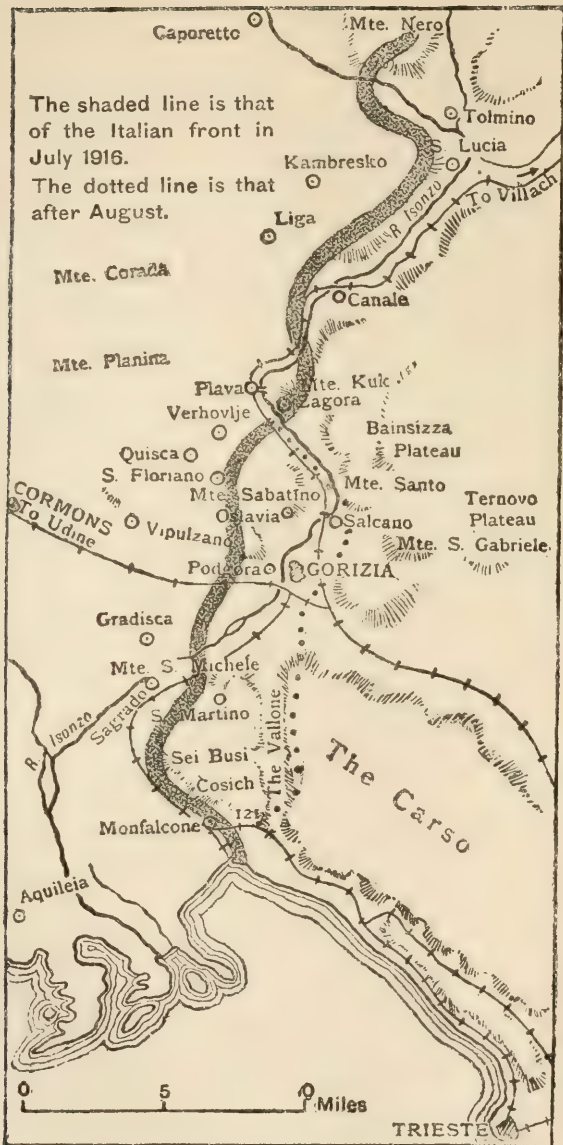 Caporetto
Mte. Nero
The shaded line is that
of the Italian front in
July 1916.
The dotted line is that
after August.
Tolmino
S. Lucia
Kambresko
R. Isonzo
To Villach
Liga
Mte. Corada
Canale
Mte. Planina
Plava
Mte. Kuk
Zagora
Verhovlje
Bainsizza
Plateau
Quisca
S. Floriano
Mte. Sabatino
Mte. Santo
CORMONS
To Udine
Vipulzano
Oslavia
Salcano
Ternovo
Plateau
Mte. S. Gabriele
Podgora
GORIZIA
Gradisca
Mte. S. Michele
Sagrado
S. Martino
R. Isonzo
The Vallone
The Carso
Sei Busi
Cosich
Monfalcone
121
Aquileia
0 5 10
Miles
TRIESTE